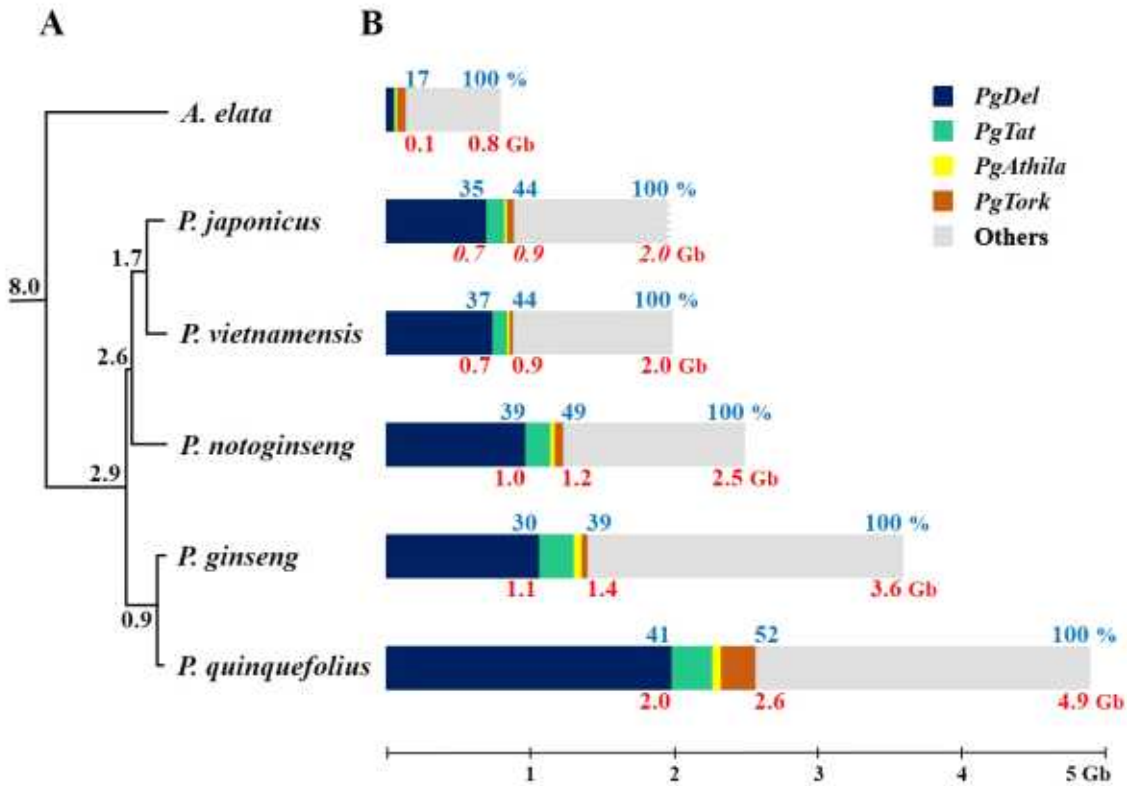 A B
17 100 %
A. elata
0.1 0.8 Gb
35 44 100 %
P. japonicus
0.7 0.9 2.0 Gb
1.7
8.0
37 44 100 %
P. vietnamensis
0.7 0.9 2.0 Gb
2.6
39 49 100 %
P. notoginseng
1.0 1.2 2.5 Gb
2.9
30 39 100 %
P. ginseng
1.1 1.4 3.6 Gb
0.9
41 52 100 %
P. quinquefolius
2.0 2.6 4.9 Gb
1 2 3 4 5 Gb
PgDel
PgTat
PgAthila
PgTork
Others